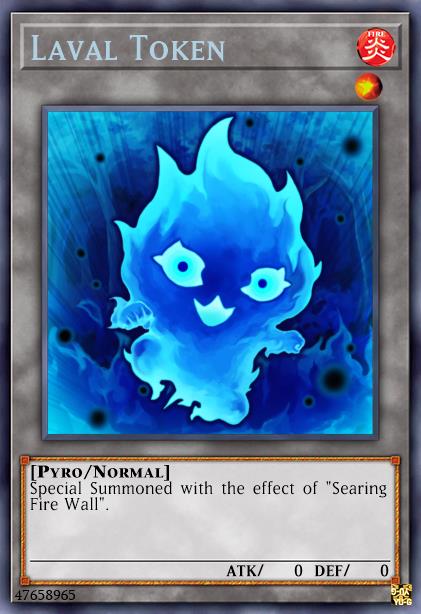 Laval Token
FIRE
炎
[Pyro/Normal]
Special Summoned with the effect of "Searing
Fire Wall".
ATK/ 0 DEF/ 0
47658965